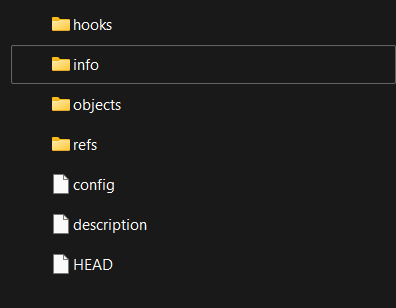 hooks
info
objects
refs
config
description
HEAD